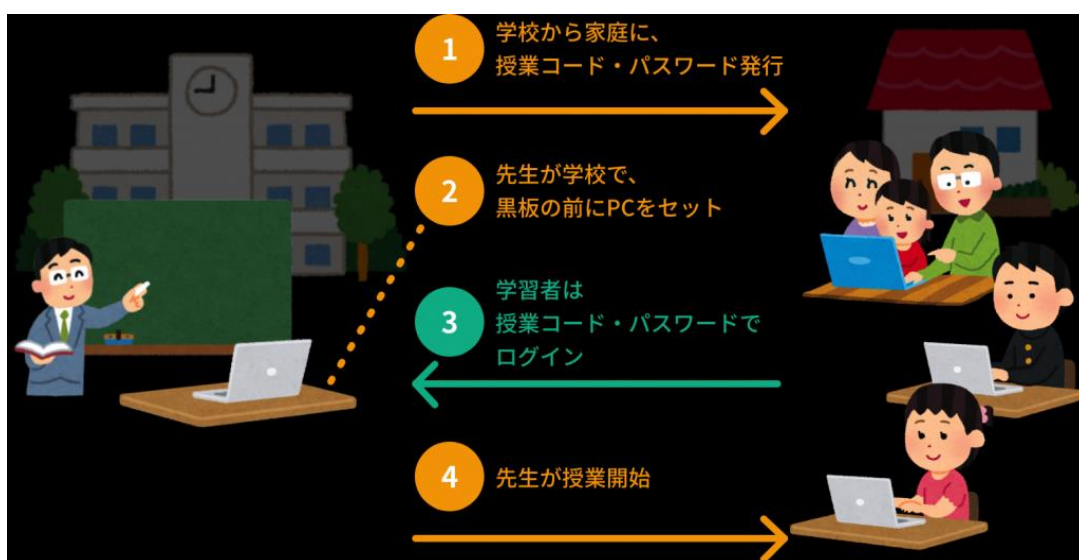 1
学校から家庭に、
授業コード・パスワード発行
2
先生が学校で、
黒板の前にPCをセット
3
学習者は
授業コード・パスワードで
ログイン
4
先生が授業開始